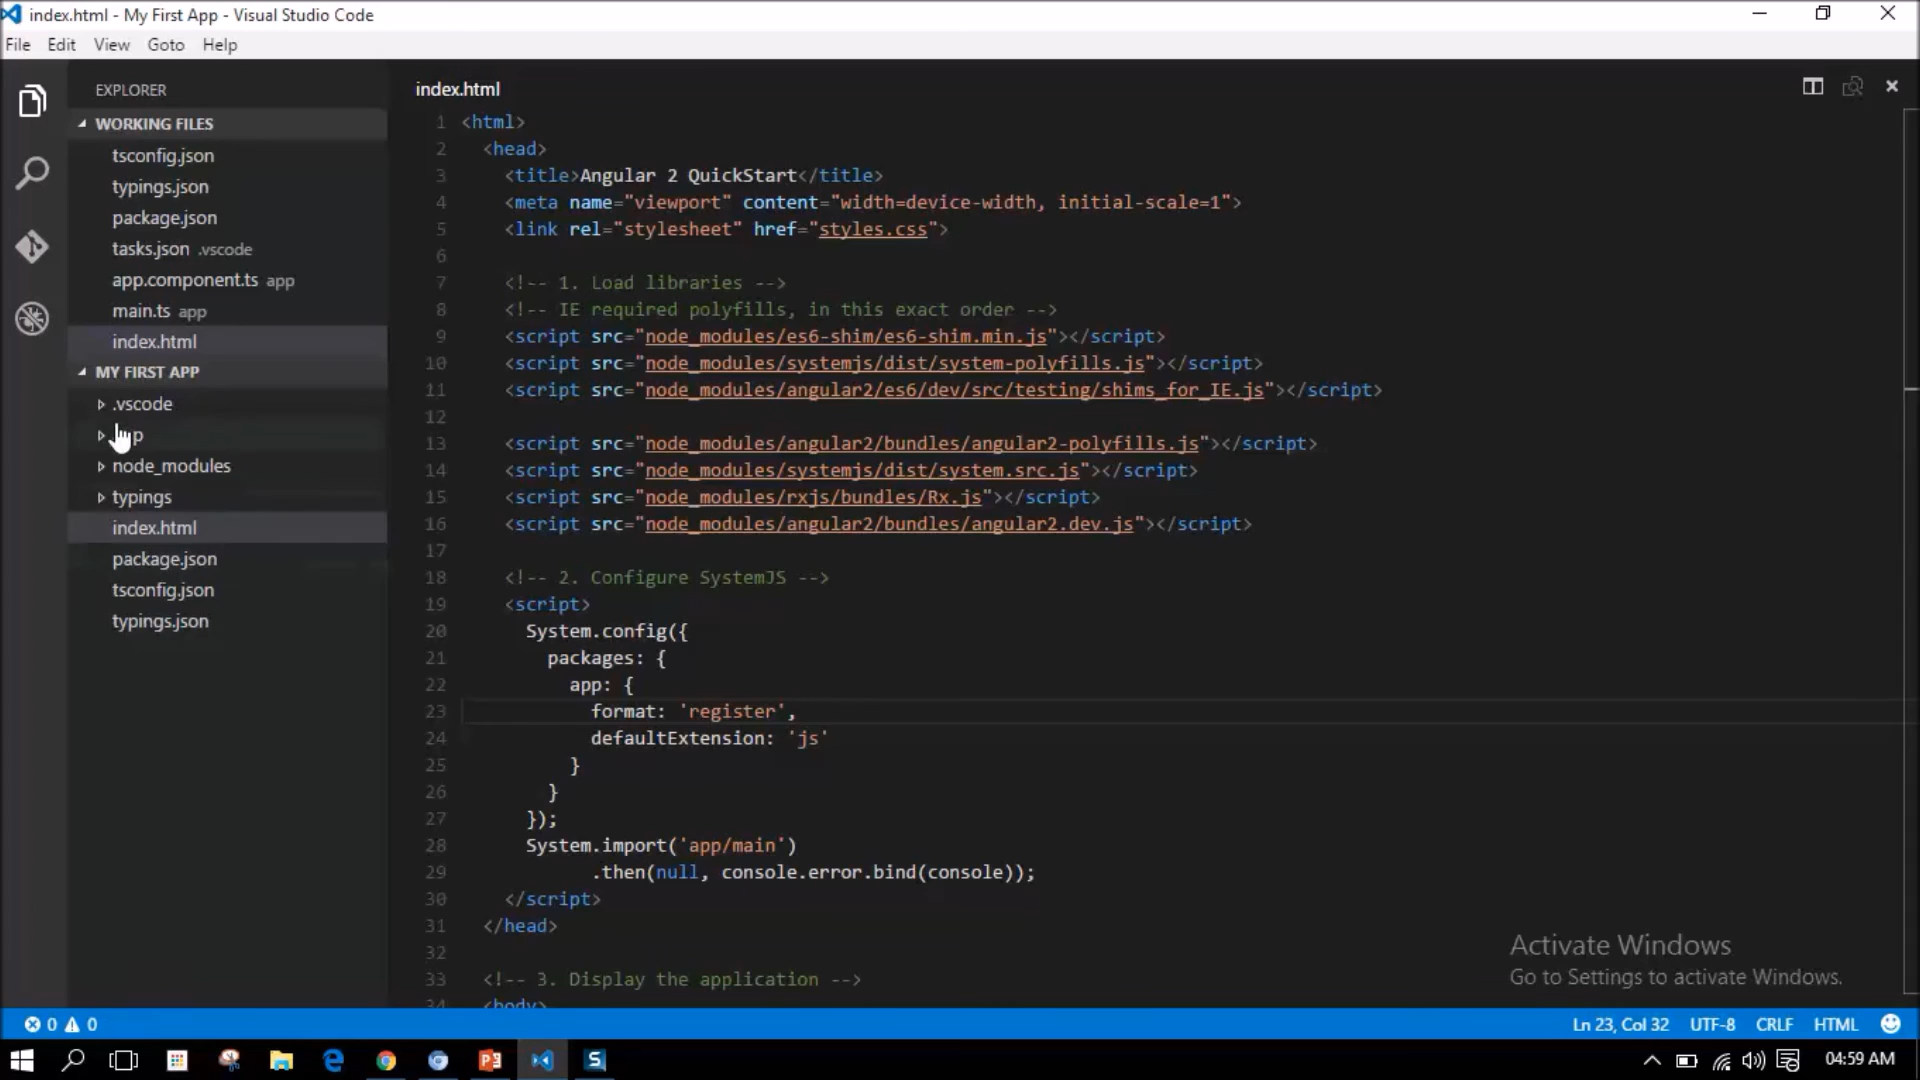 index.html - My First App - Visual Studio Code
File Edit View Goto Help
EXPLORER
WORKING FILES
tsconfig.json
typings.json
package.json
tasks.json .vscode
app.component.ts app
main.ts app
index.html
MY FIRST APP
.vscode
node_modules
typings
index.html
package.json
tsconfig.json
typings.json
index.html
1 <html>
2 <head>
3 <title>Angular 2 QuickStart</title>
4 <meta name="viewport" content="width=device-width, initial-scale=1">
5 <link rel="stylesheet" href="styles.css">
6
7 <!-- 1. Load libraries -->
8 <!-- IE required polyfills, in this exact order -->
9 <script src="node_modules/es6-shim/es6-shim.min.js"></script>
10 <script src="node_modules/systemjs/dist/system-polyfills.js"></script>
11 <script src="node_modules/angular2/es6/dev/src/testing/shims_for_IE.js"></script>
12
13 <script src="node_modules/angular2/bundles/angular2-polyfills.js"></script>
14 <script src="node_modules/systemjs/dist/system.src.js"></script>
15 <script src="node_modules/rxjs/bundles/Rx.js"></script>
16 <script src="node_modules/angular2/bundles/angular2.dev.js"></script>
17
18 <!-- 2. Configure SystemJS -->
19 <script>
20 System.config({
21 packages: {
22 app: {
23 format: 'register',
24 defaultExtension: 'js'
25 }
26 }
27 });
28 System.import('app/main')
29 .then(null, console.error.bind(console));
30 </script>
31 </head>
32
33 <!-- 3. Display the application -->
34 <body>
Activate Windows
Go to Settings to activate Windows.
0 0
Ln 23, Col 32 UTF-8 CRLF HTML
04:59 AM